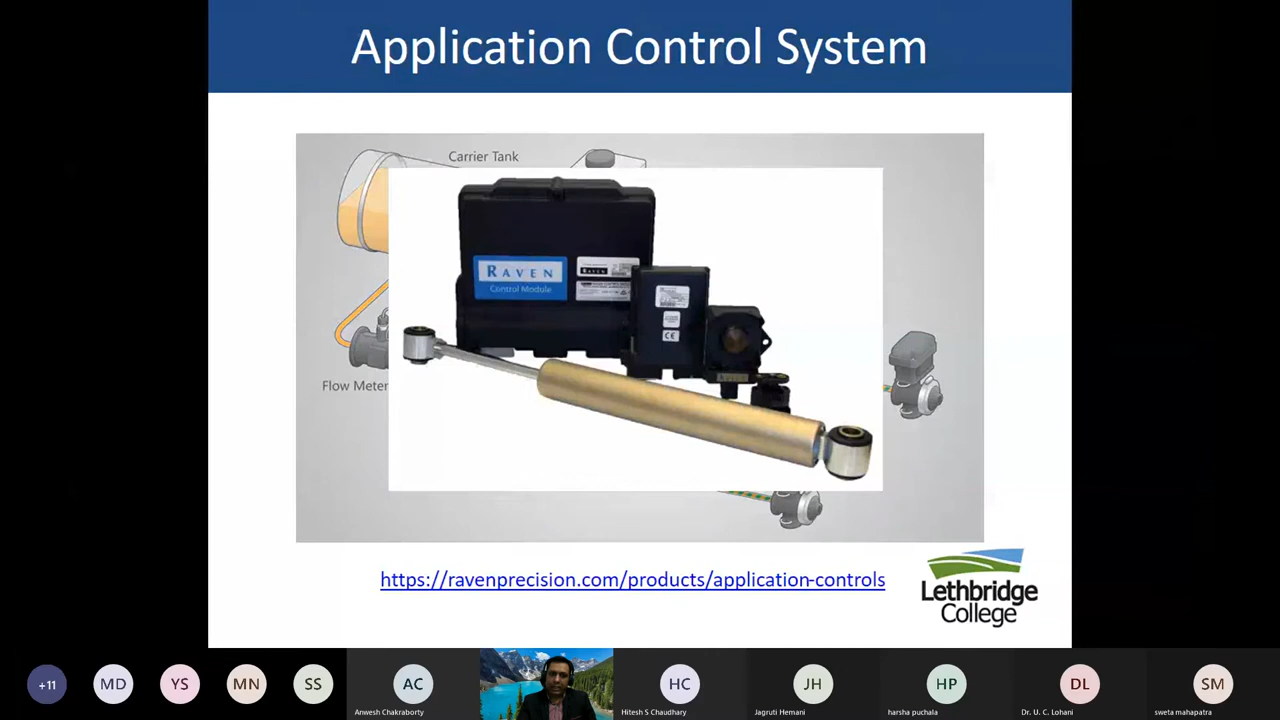 Application Control System
Carrier Tank
RAVEN
Control Module
RAVEN
CE
Flow Meter
https://ravenprecision.com/products/application-controls
Lethbridge
College
+11
MD
YS
MN
SS
AC
HC
JH
HP
DL
SM
Anwesh Chakraborty
Hitesh S Chaudhary
Jagruti Hemani
harsha puchala
Dr. U. C. Lohani
sweta mahapatra